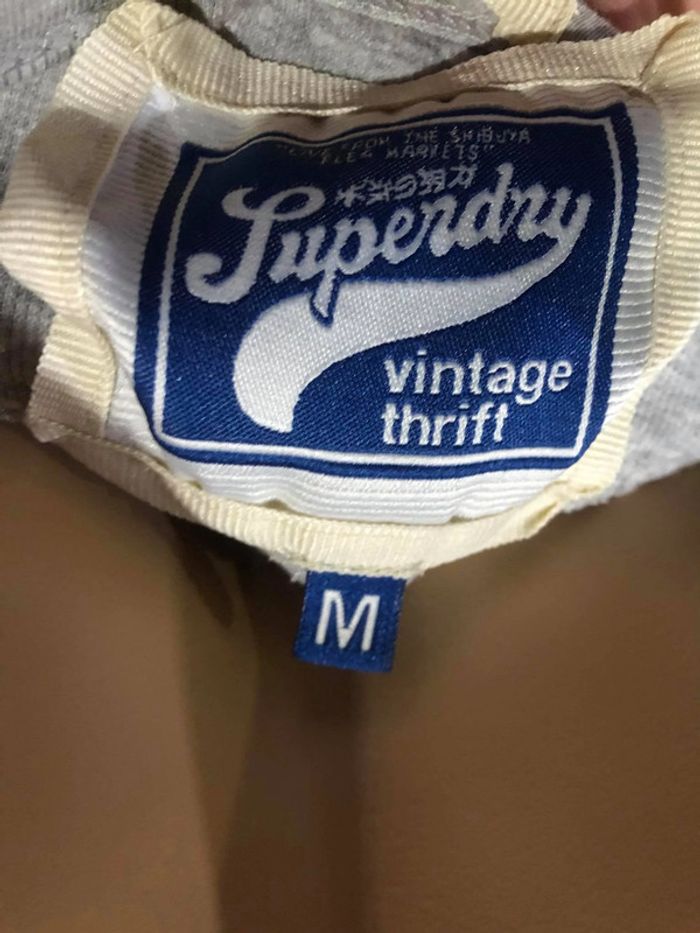 FROM THE SHIBUYA
FLEA MARKETS"
Superdry
vintage
thrift
M